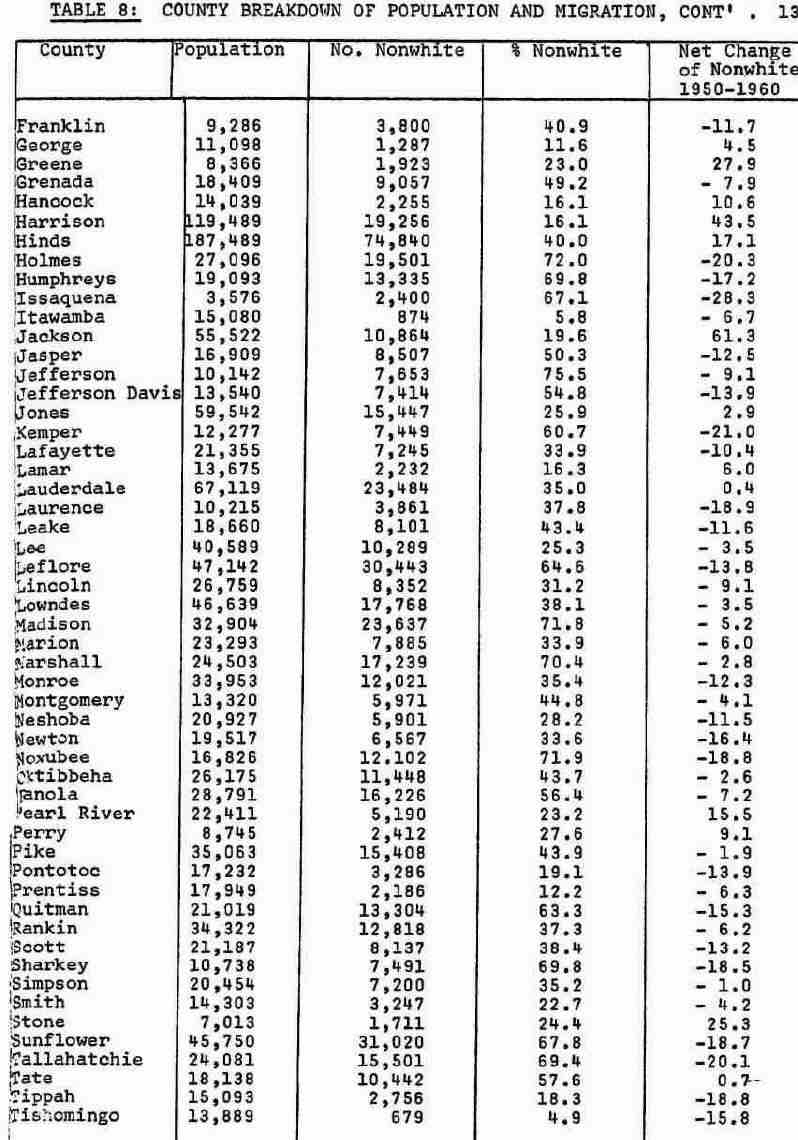 TABLE 8: COUNTY BREAKDOWN OF POPULATION AND MIGRATION, CONT' . 13
County Population No. Nonwhite % Nonwhite Net Change
of Nonwhite
1950-1960
Franklin 9,286 3,800 40.9 -11.7
George 11,098 1,287 11.6 4.5
Greene 8,366 1,923 23.0 27.9
Grenada 18,409 9,057 49.2 - 7.9
Hancock 14,039 2,255 16.1 10.6
Harrison 119,489 19,256 16.1 43.5
Hinds 187,489 74,840 40.0 17.1
Holmes 27,096 19,501 72.0 -20.3
Humphreys 19,093 13,335 69.8 -17.2
Issaquena 3,576 2,400 67.1 -28.3
Itawamba 15,080 874 5.8 - 6.7
Jackson 55,522 10,864 19.6 61.3
Jasper 16,909 8,507 50.3 -12.5
Jefferson 10,142 7,653 75.5 - 9.1
Jefferson Davis 13,540 7,414 54.8 -13.9
Jones 59,542 15,447 25.9 2.9
Kemper 12,277 7,449 60.7 -21.0
Lafayette 21,355 7,245 33.9 -10.4
Lamar 13,675 2,232 16.3 6.0
Lauderdale 67,119 23,484 35.0 0.4
Laurence 10,215 3,861 37.8 -18.9
Leake 18,660 8,101 43.4 -11.6
Lee 40,589 10,289 25.3 - 3.5
Leflore 47,142 30,443 64.6 -13.8
Lincoln 26,759 8,352 31.2 - 9.1
Lowndes 46,639 17,768 38.1 - 3.5
Madison 32,904 23,637 71.8 - 5.2
Marion 23,293 7,885 33.9 - 6.0
Marshall 24,503 17,239 70.4 - 2.8
Monroe 33,953 12,021 35.4 -12.3
Montgomery 13,320 5,971 44.8 - 4.1
Neshoba 20,927 5,901 28.2 -11.5
Newton 19,517 6,567 33.6 -16.4
Noxubee 16,826 12.102 71.9 -18.8
Oktibbeha 26,175 11,448 43.7 - 2.6
Panola 28,791 16,226 56.4 - 7.2
Pearl River 22,411 5,190 23.2 15.5
Perry 8,745 2,412 27.6 9.1
Pike 35,063 15,408 43.9 - 1.9
Pontotoc 17,232 3,286 19.1 -13.9
Prentiss 17,949 2,186 12.2 - 6.3
Quitman 21,019 13,304 63.3 -15.3
Rankin 34,322 12,818 37.3 - 6.2
Scott 21,187 8,137 38.4 -13.2
Sharkey 10,738 7,491 69.8 -18.5
Simpson 20,454 7,200 35.2 - 1.0
Smith 14,303 3,247 22.7 - 4.2
Stone 7,013 1,711 24.4 25.3
Sunflower 45,750 31,020 67.8 -18.7
Tallahatchie 24,081 15,501 69.4 -20.1
Tate 18,138 10,442 57.6 0.7
Tippah 15,093 2,756 18.3 -18.8
Tishomingo 13,889 679 4.9 -15.8